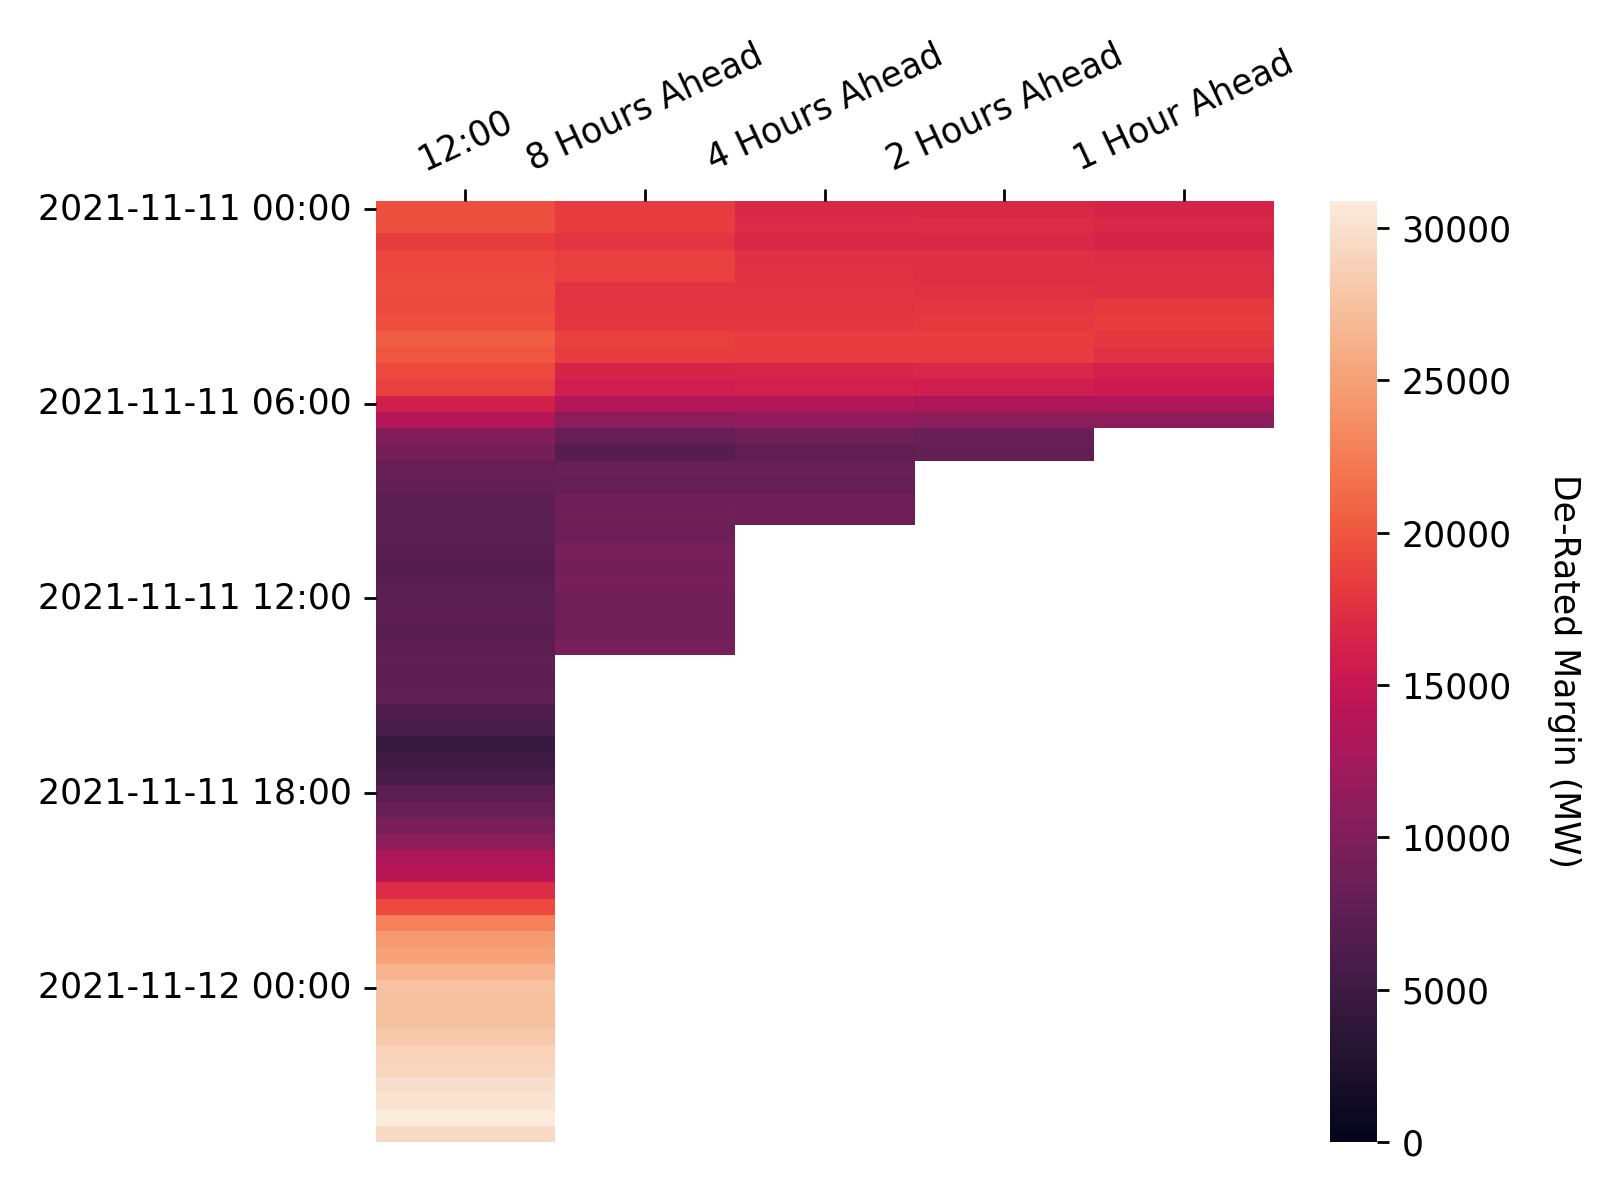 12:00
8 Hours Ahead
4 Hours Ahead
2 Hours Ahead
1 Hour Ahead
2021-11-11 00:00
2021-11-11 06:00
2021-11-11 12:00
2021-11-11 18:00
2021-11-12 00:00
30000
25000
20000
15000
10000
5000
0
De-Rated Margin (MW)